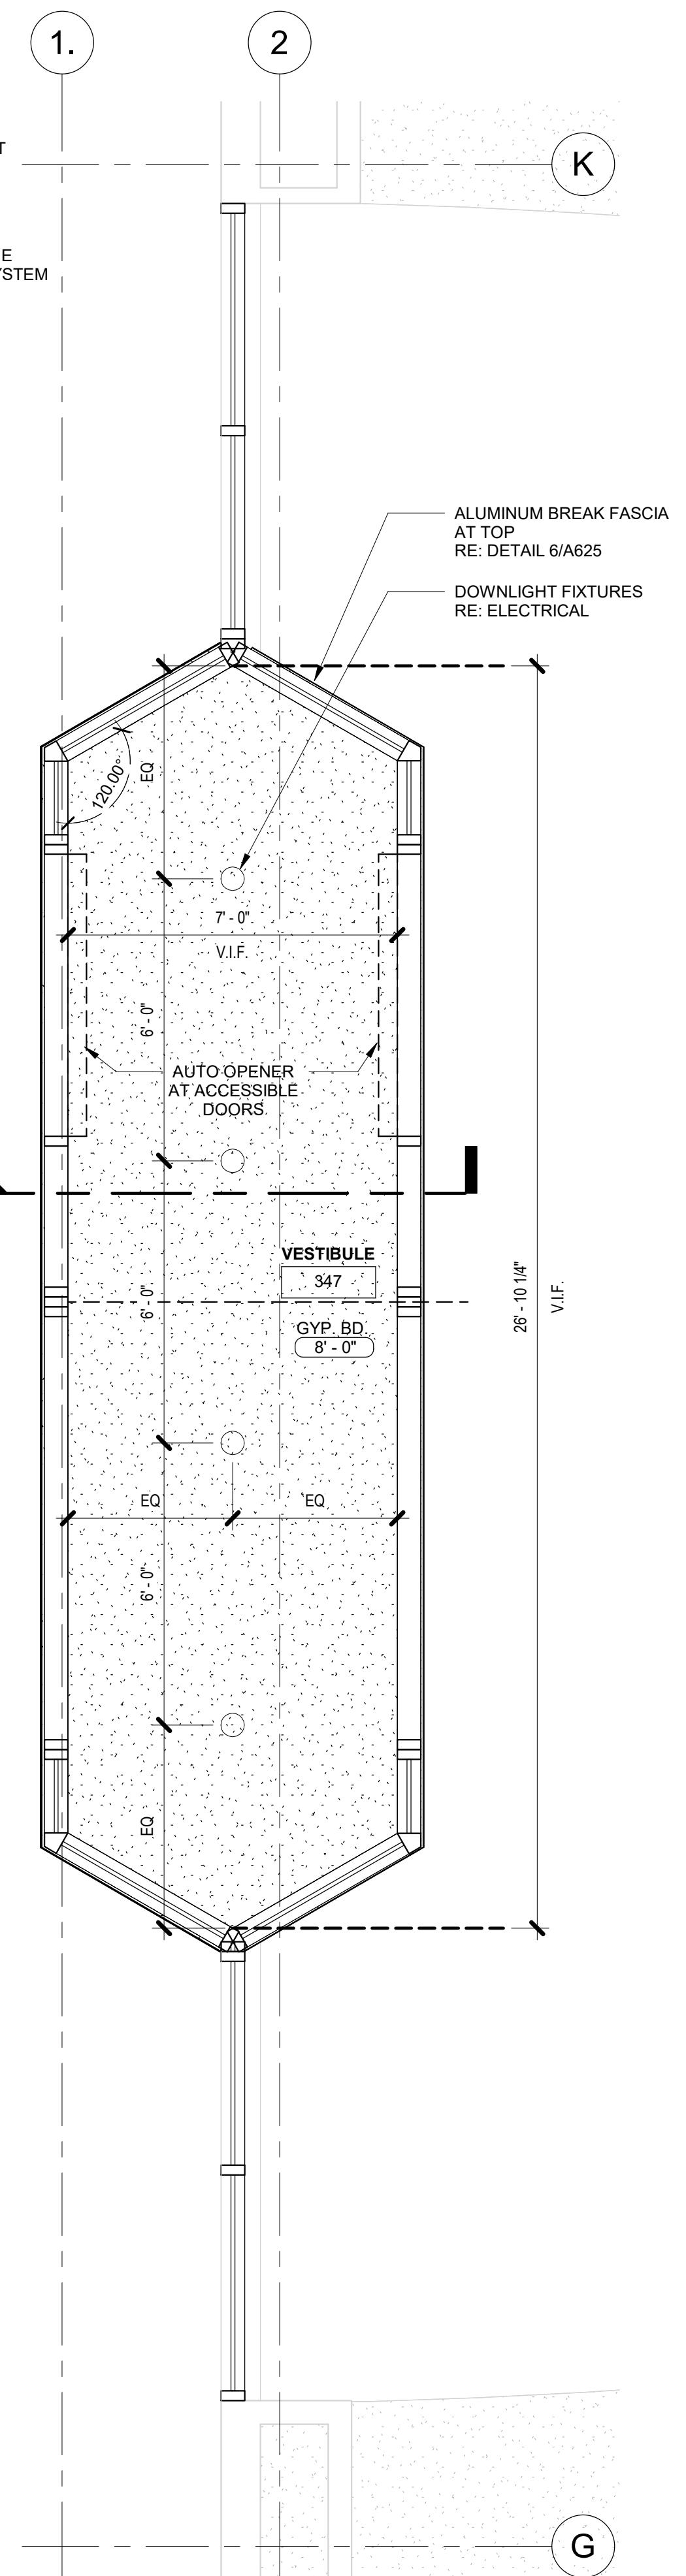 1.
2
T
K
E
YSTEM
ALUMINUM BREAK FASCIA
AT TOP
RE: DETAIL 6/A625
DOWNLIGHT FIXTURES
RE: ELECTRICAL
EQ
120.00°
7' - 0"
V.I.F.
6' - 0"
AUTO OPENER
AT ACCESSIBLE
DOORS
VESTIBULE
347
6' - 0"
GYP. BD.
8' - 0"
26' - 10 1/4"
V.I.F.
EQ
EQ
6' - 0"
EQ
G